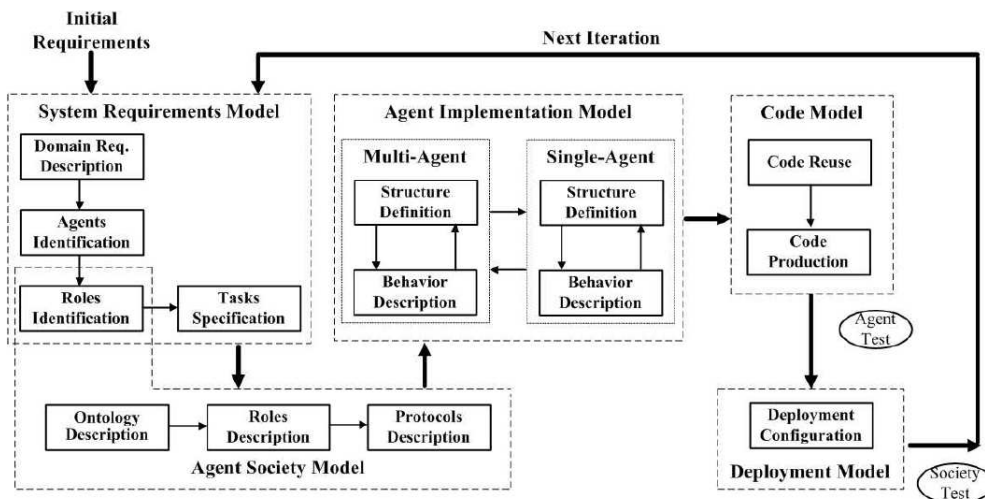 Initial
Requirements
Next Iteration
System Requirements Model
Domain Req.
Description
Agents
Identification
Roles
Identification
Tasks
Specification
Agent Implementation Model
Multi-Agent
Structure
Definition
Behavior
Description
Single-Agent
Structure
Definition
Behavior
Description
Code Model
Code Reuse
Code
Production
Agent
Test
Ontology
Description
Roles
Description
Protocols
Description
Agent Society Model
Deployment
Configuration
Deployment Model
Society
Test